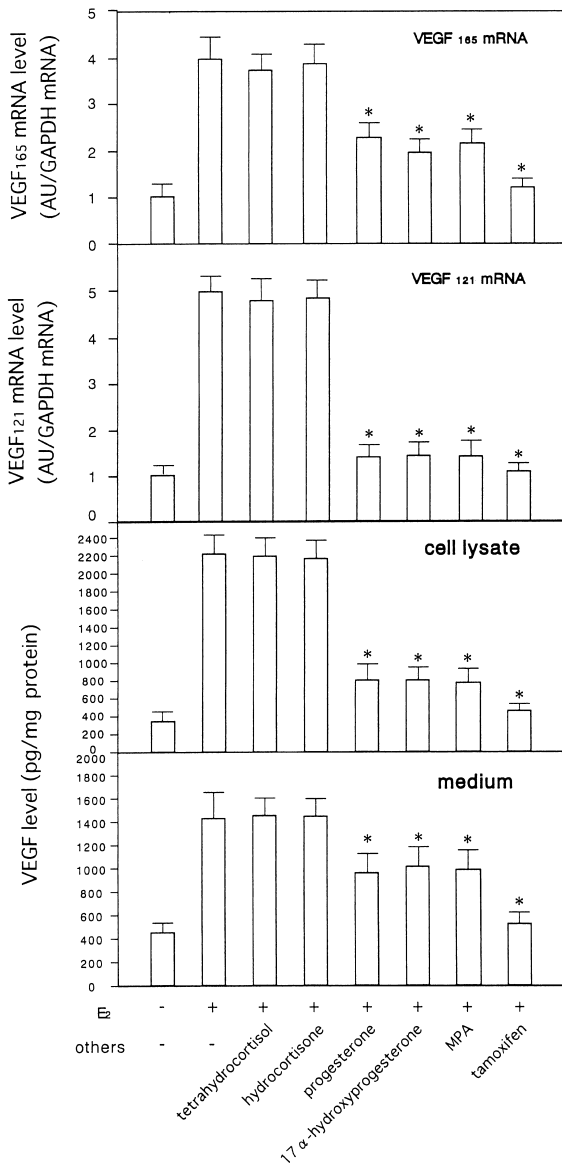 VEGF 165 mRNA
VEGF165 mRNA level
(AU/GAPDH mRNA)
5
4
3
2
1
0
* * * *
VEGF 121 mRNA
VEGF121 mRNA level
(AU/GAPDH mRNA)
5
4
3
2
1
0
* * * *
cell lysate
VEGF level (pg/mg protein)
2400
2200
2000
1800
1600
1400
1200
1000
800
600
400
200
0
* * * *
medium
2000
1800
1600
1400
1200
1000
800
600
400
200
0
* * * *
E2 - + + + + + + +
others - - tetrahydrocortisol hydrocortisone progesterone 17 α-hydroxyprogesterone MPA tamoxifen